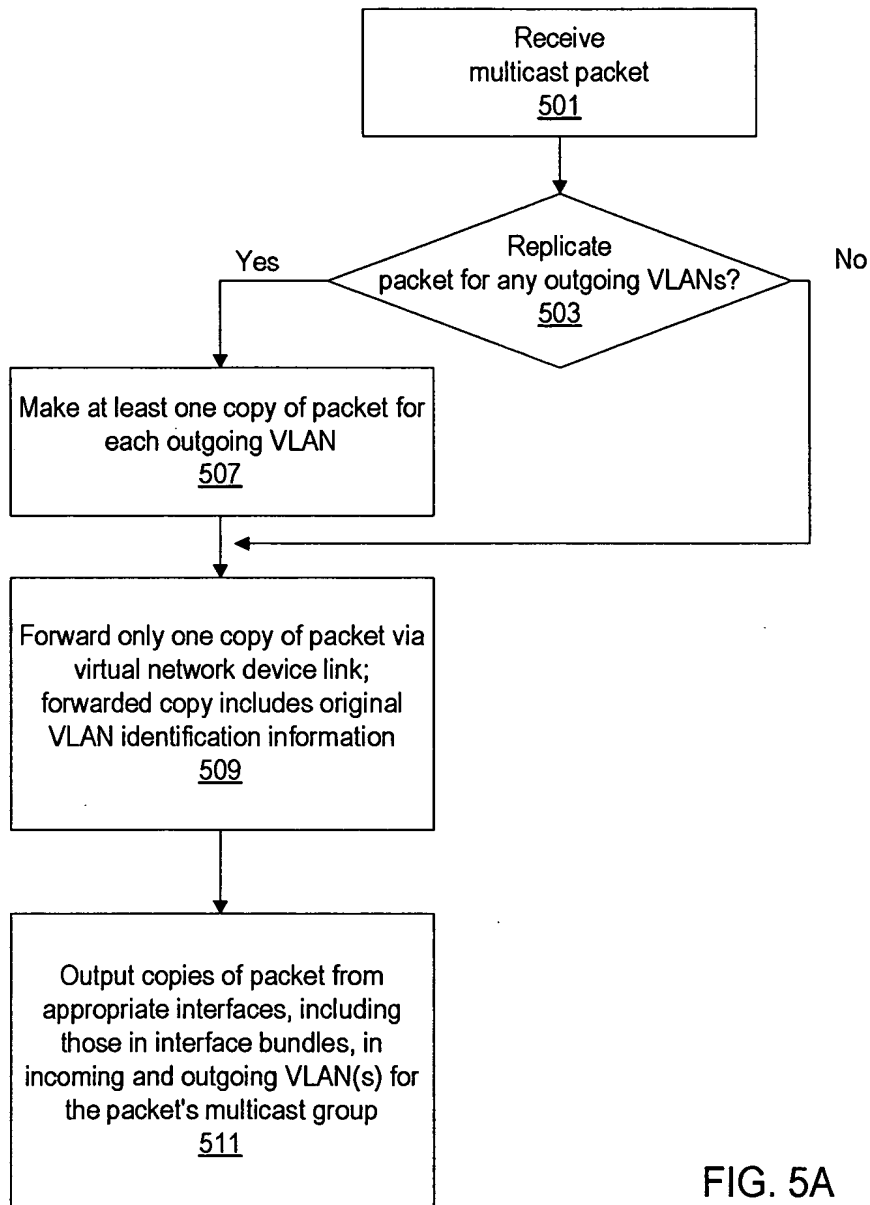 Receive
multicast packet
501
Replicate
packet for any outgoing VLANs?
503
Yes
No
Make at least one copy of packet for
each outgoing VLAN
507
Forward only one copy of packet via
virtual network device link;
forwarded copy includes original
VLAN identification information
509
Output copies of packet from
appropriate interfaces, including
those in interface bundles, in
incoming and outgoing VLAN(s) for
the packet's multicast group
511
FIG. 5A